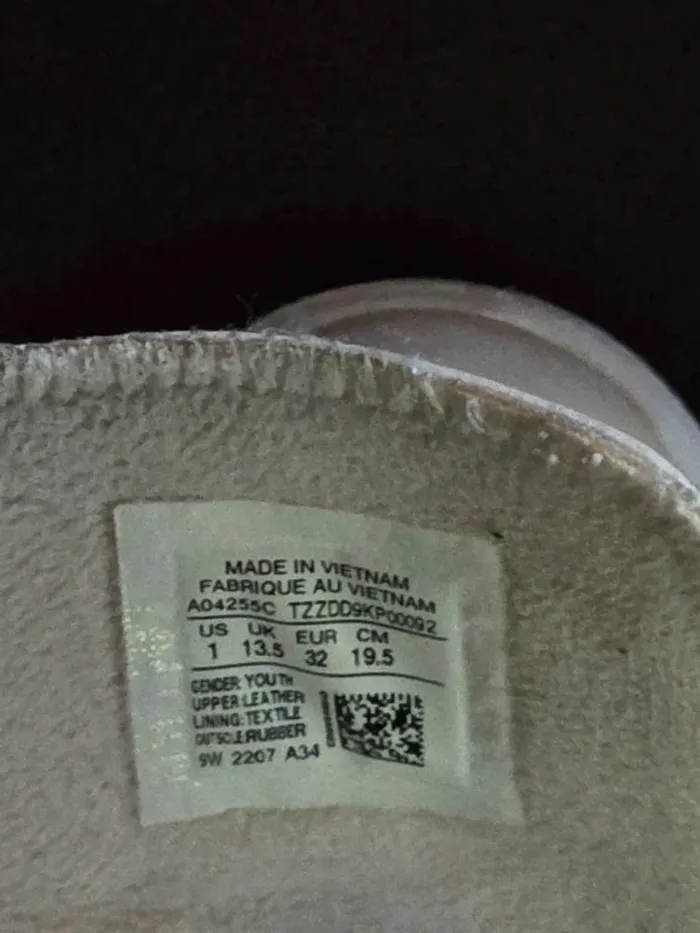 MADE IN VIETNAM
FABRIQUE AU VIETNAM
A04255C TZZDD9KP00092
US UK EUR CM
1 13.5 32 19.5
GENDER: YOUTH
UPPER: LEATHER
LINING: TEXTILE
OUTSOLE: RUBBER
9W 2207 A34